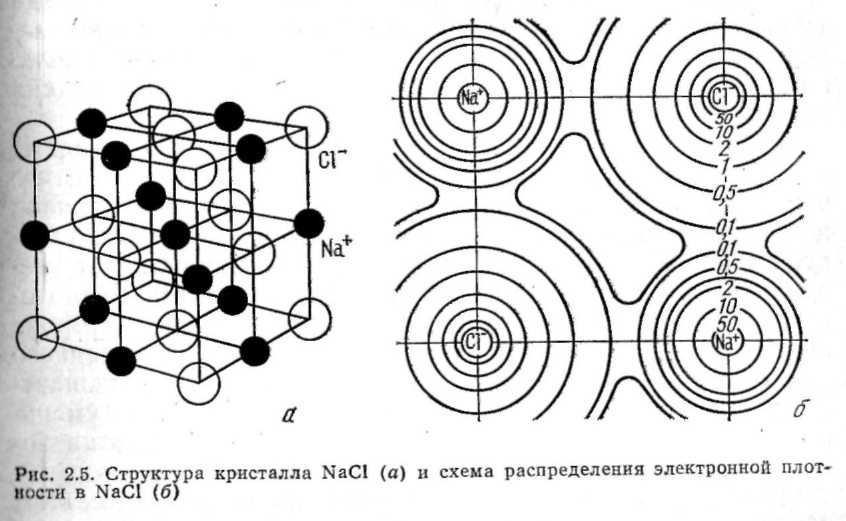 Na⁺
Cl⁻
50
10
2
1
0,5
0,1
0,1
0,5
2
10
50
Cl⁻
Na⁺
Cl⁻
Na⁺
а
б
Рис. 2.5. Структура кристалла NaCl (а) и схема распределения электронной плот-
ности в NaCl (б)